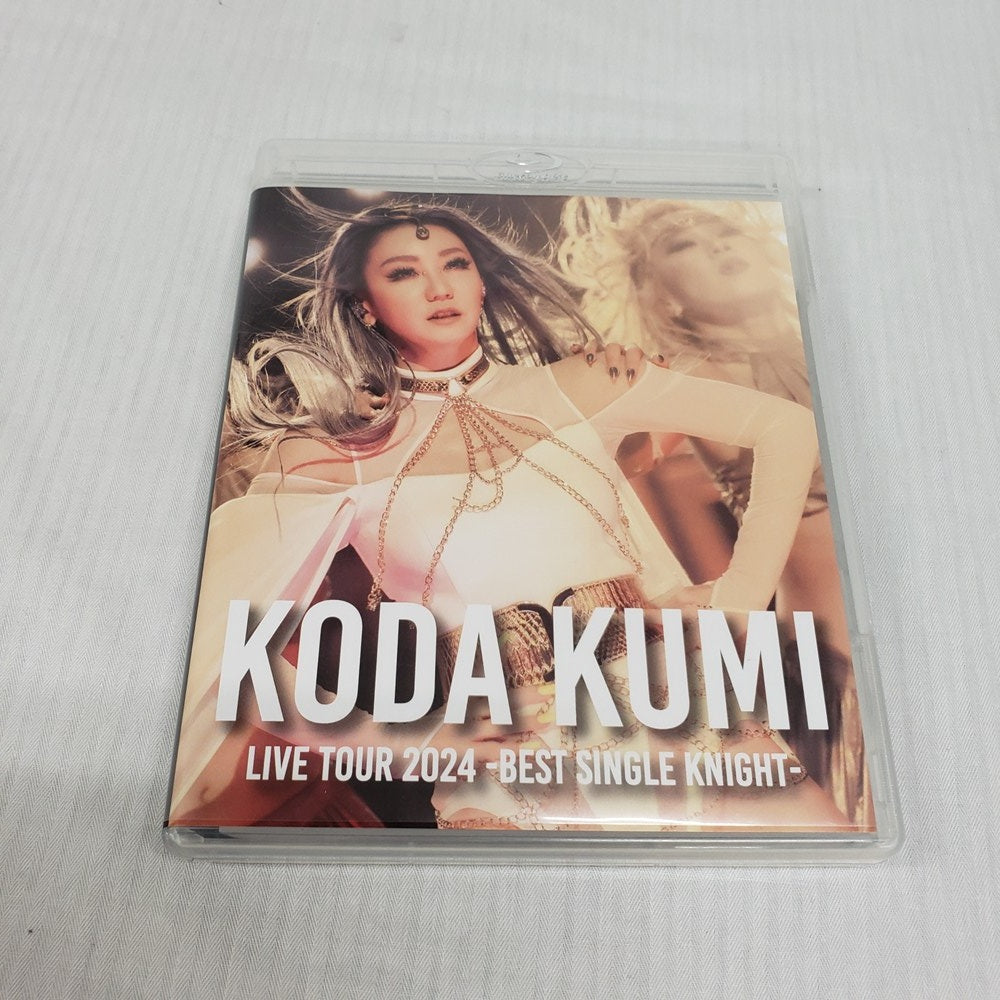 KODA KUMI
LIVE TOUR 2024 -BEST SINGLE KNIGHT-